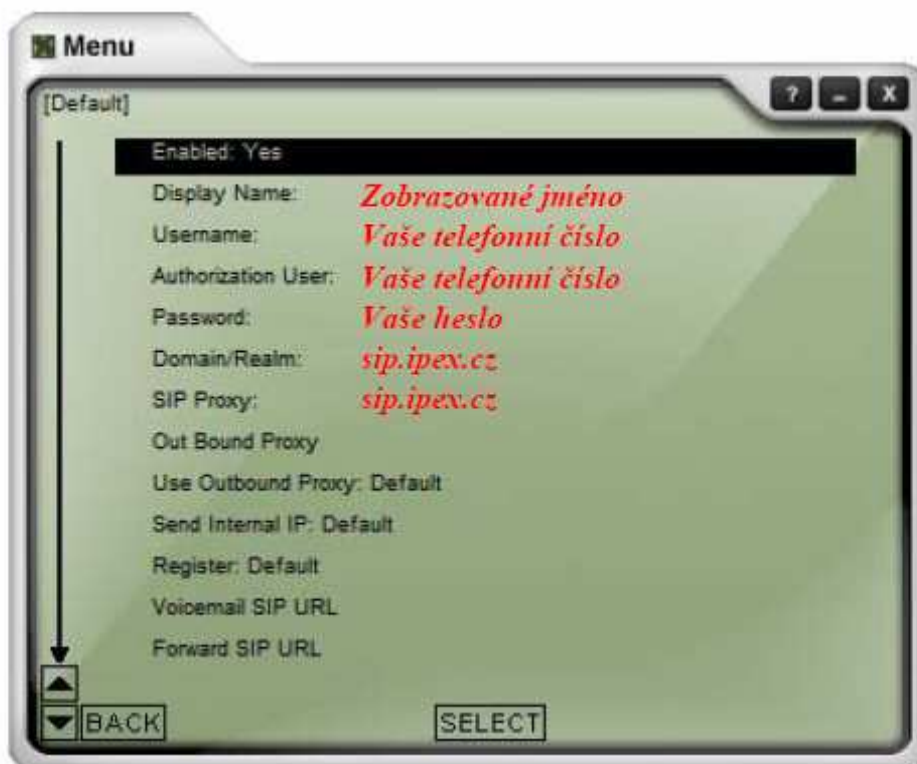 Menu
[Default]
? - X
Enabled: Yes
Display Name: Zobrazované jméno
Username: Vaše telefonní číslo
Authorization User: Vaše telefonní číslo
Password: Vaše heslo
Domain/Realm: sip.ipex.cz
SIP Proxy: sip.ipex.cz
Out Bound Proxy
Use Outbound Proxy: Default
Send Internal IP: Default
Register: Default
Voicemail SIP URL
Forward SIP URL
BACK SELECT